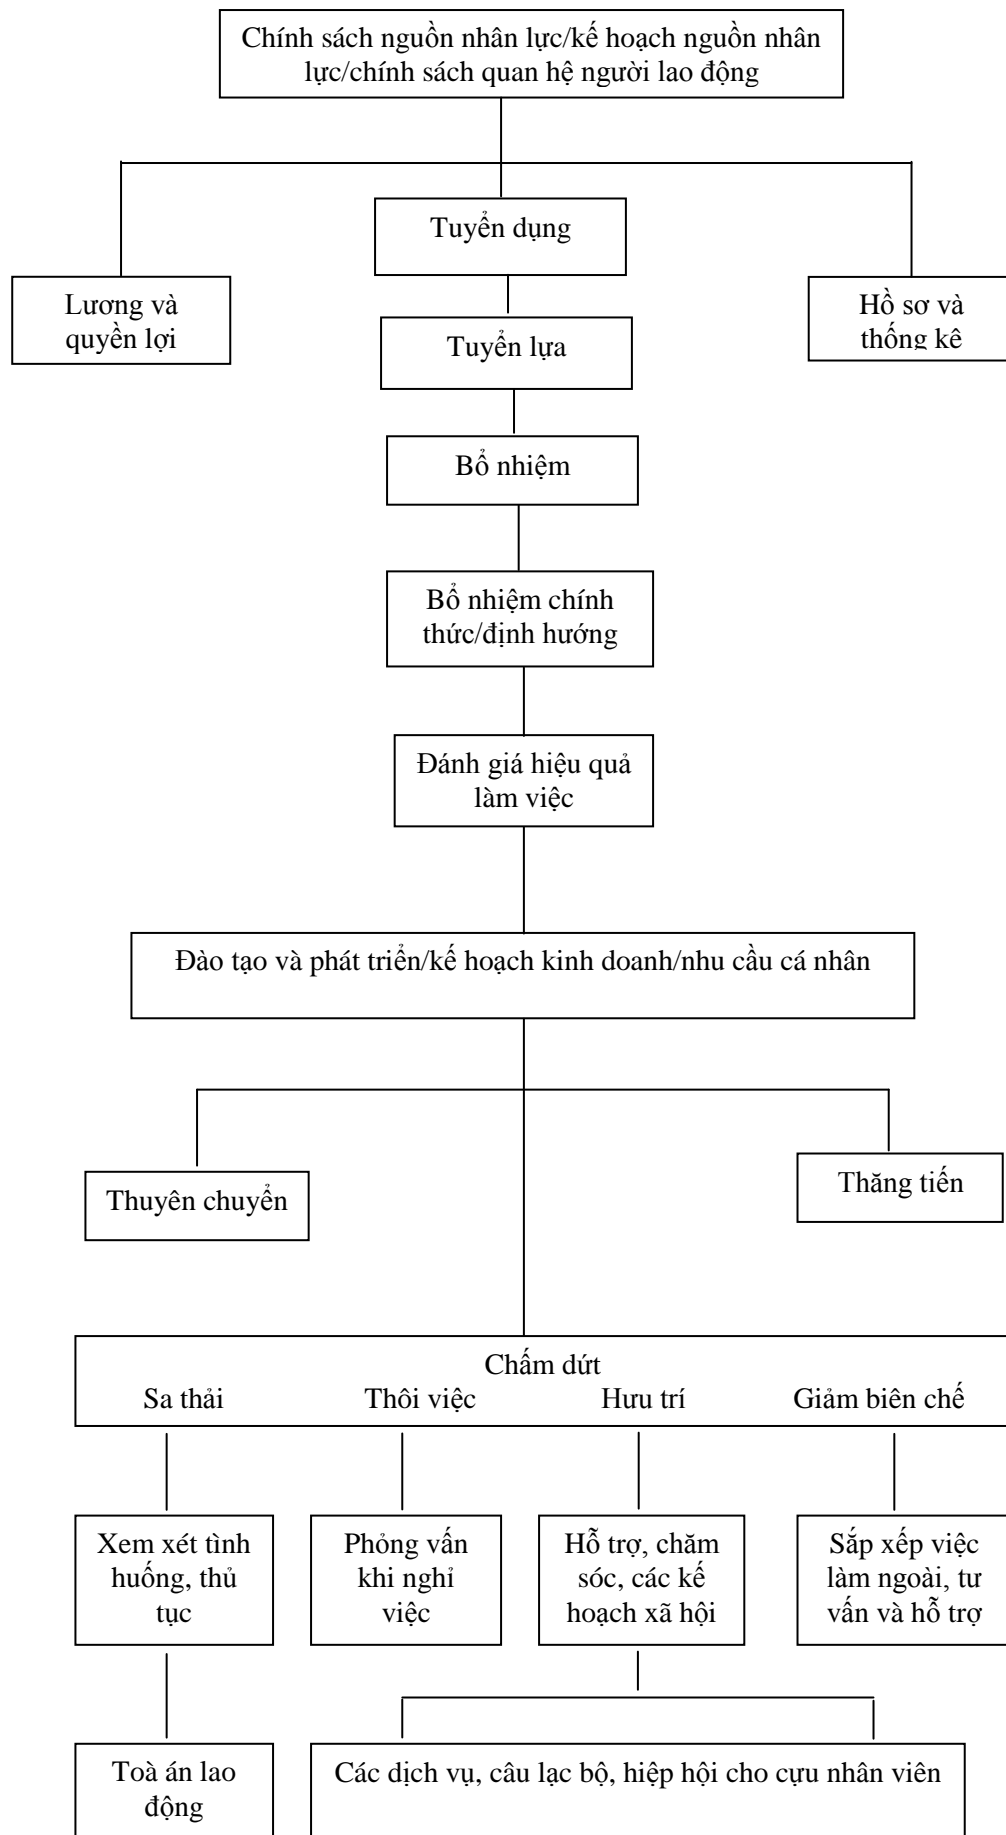 Chính sách nguồn nhân lực/kế hoạch nguồn nhân
lực/chính sách quan hệ người lao động
Tuyển dụng
Lương và
quyền lợi
Hồ sơ và
thống kê
Tuyển lựa
Bổ nhiệm
Bổ nhiệm chính
thức/định hướng
Đánh giá hiệu quả
làm việc
Đào tạo và phát triển/kế hoạch kinh doanh/nhu cầu cá nhân
Thuyên chuyển
Thăng tiến
Chấm dứt
Sa thải Thôi việc Hưu trí Giảm biên chế
Xem xét tình
huống, thủ
tục
Phỏng vấn
khi nghỉ
việc
Hỗ trợ, chăm
sóc, các kế
hoạch xã hội
Sắp xếp việc
làm ngoài, tư
vấn và hỗ trợ
Toà án lao
động
Các dịch vụ, câu lạc bộ, hiệp hội cho cựu nhân viên